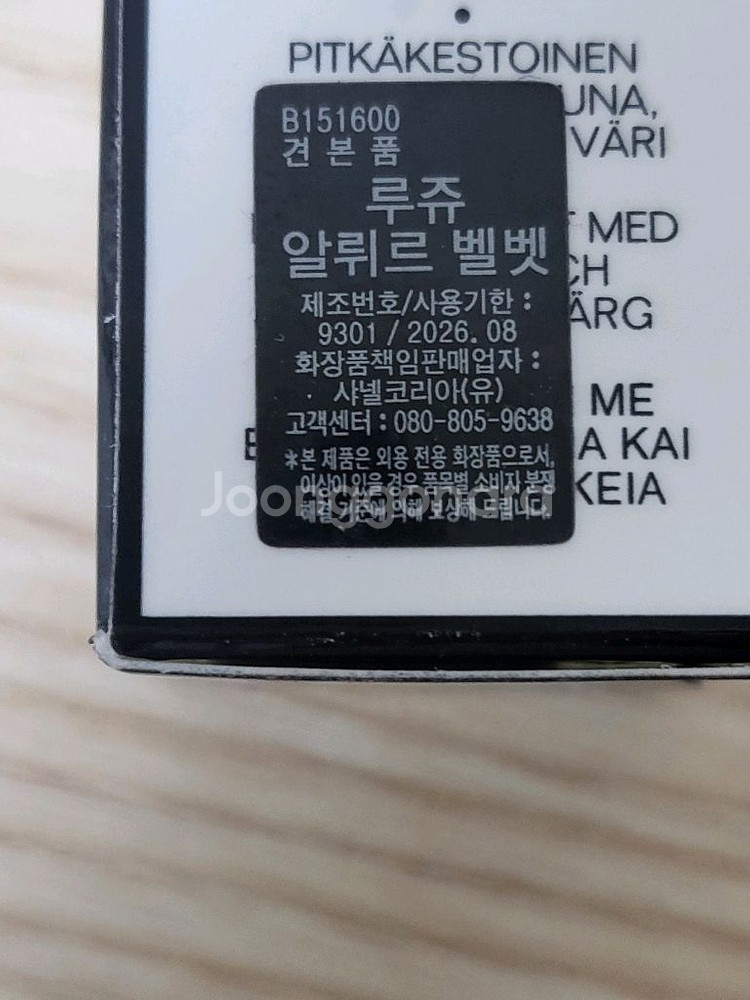 PITKÄKESTOINEN
UNA,
VÄRI
MED
CH
ÄRG
ME
A KAI
KEIA
B151600
견 본 품
루쥬
알뤼르 벨벳
제조번호/사용기한 :
9301 / 2026. 08
화장품책임판매업자 :
샤넬코리아(유)
고객센터 : 080-805-9638
*본 제품은 외용 전용 화장품으로서,
이상이 있을 경우 품목별 소비자 분쟁
해결 기준에 의해 보상해 드립니다.
Joonggonara